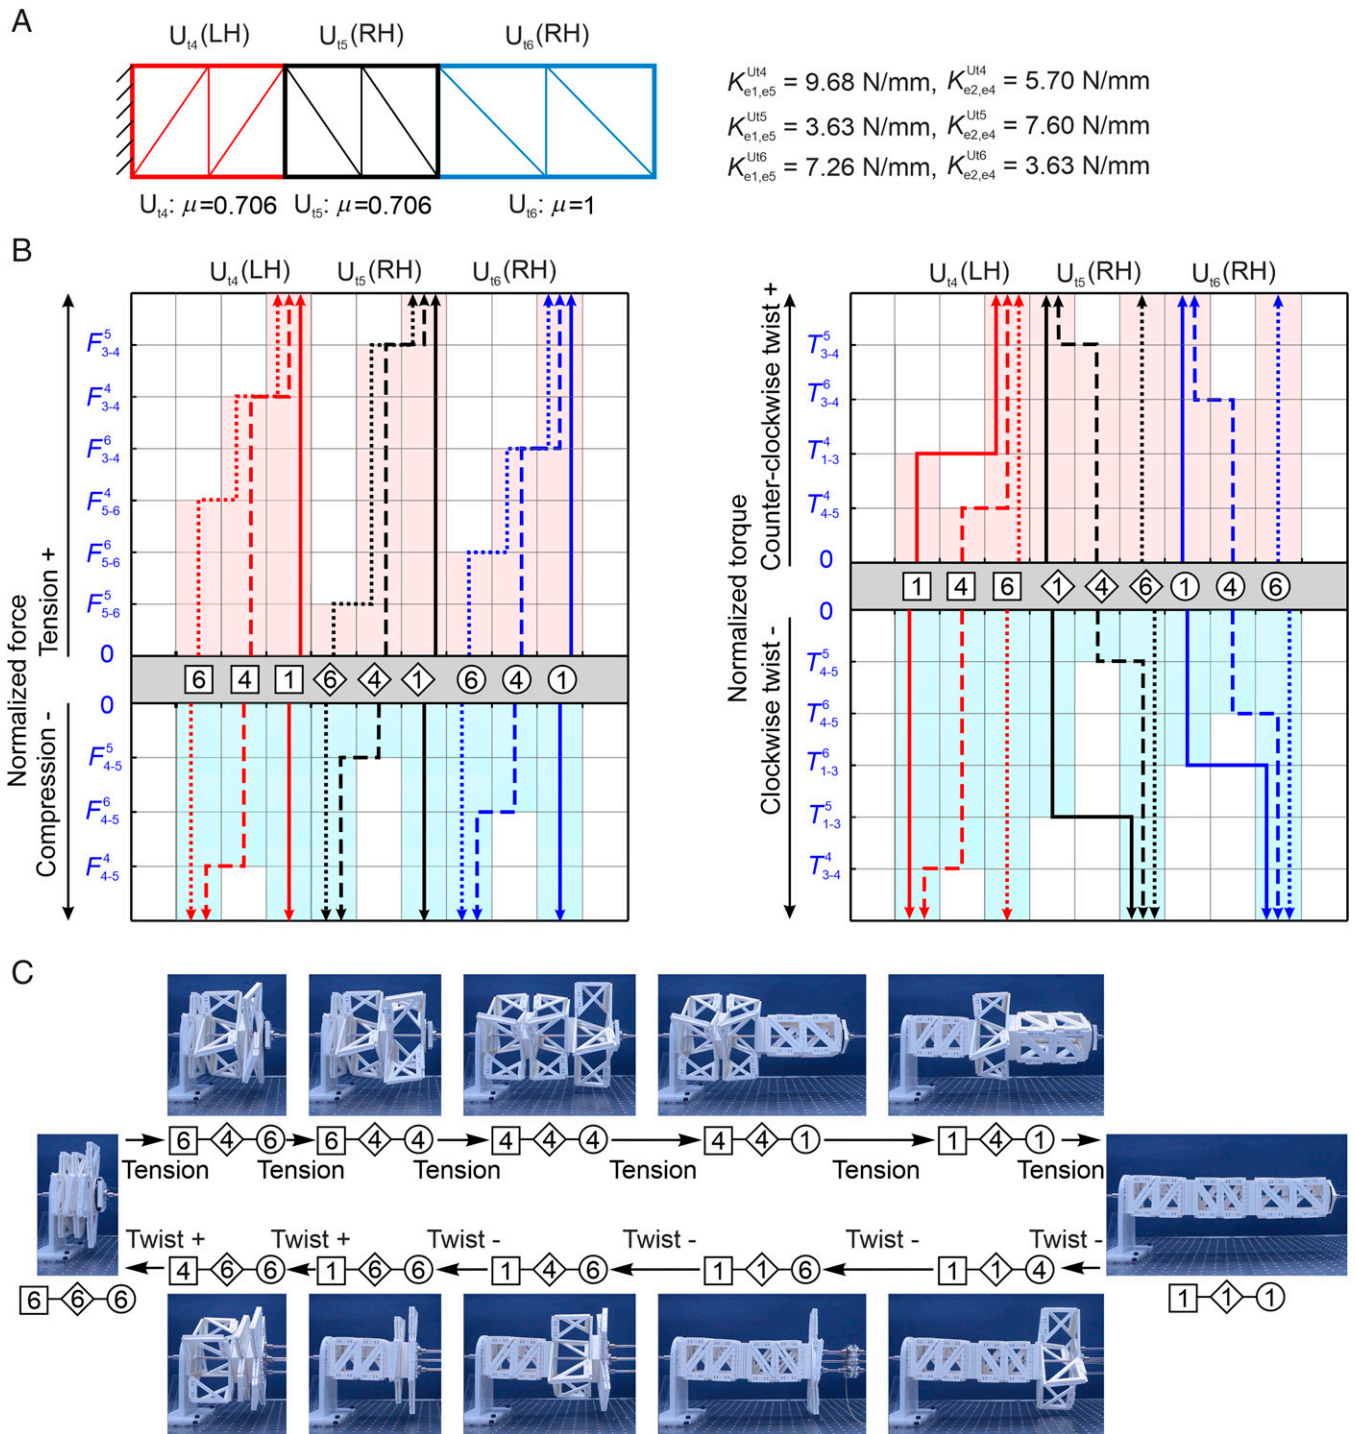 A
U_t4(LH) U_t5(RH) U_t6(RH)
U_t4: μ=0.706 U_t5: μ=0.706 U_t6: μ=1
K^Ut4_e1,e5 = 9.68 N/mm, K^Ut4_e2,e4 = 5.70 N/mm
K^Ut5_e1,e5 = 3.63 N/mm, K^Ut5_e2,e4 = 7.60 N/mm
K^Ut6_e1,e5 = 7.26 N/mm, K^Ut6_e2,e4 = 3.63 N/mm
B
U_t4(LH) U_t5(RH) U_t6(RH)
Normalized force
Tension +
Compression -
F^5_3-4
F^4_3-4
F^6_3-4
F^4_5-6
F^6_5-6
F^5_5-6
0
6 4 1 6 4 1 6 4 1
0
F^5_4-5
F^6_4-5
F^4_4-5
U_t4(LH) U_t5(RH) U_t6(RH)
Normalized torque
Counter-clockwise twist +
Clockwise twist -
T^5_3-4
T^6_3-4
T^4_1-3
T^4_4-5
0
1 4 6 1 4 6 1 4 6
0
T^5_4-5
T^6_4-5
T^6_1-3
T^5_1-3
T^4_3-4
C
6 4 6 6 4 4 4 4 4 4 4 1 1 4 1
Tension Tension Tension Tension Tension Tension
Twist + Twist + Twist - Twist - Twist - Twist -
4 6 6 1 6 6 1 4 6 1 1 6 1 1 4
6 6 6
1 1 1